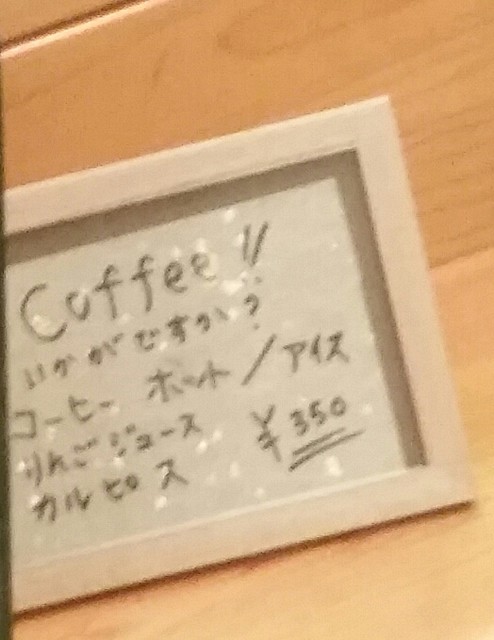 Coffee!!
いかがですか?
コーヒー ホット/アイス
りんごジュース ¥350
カルピス